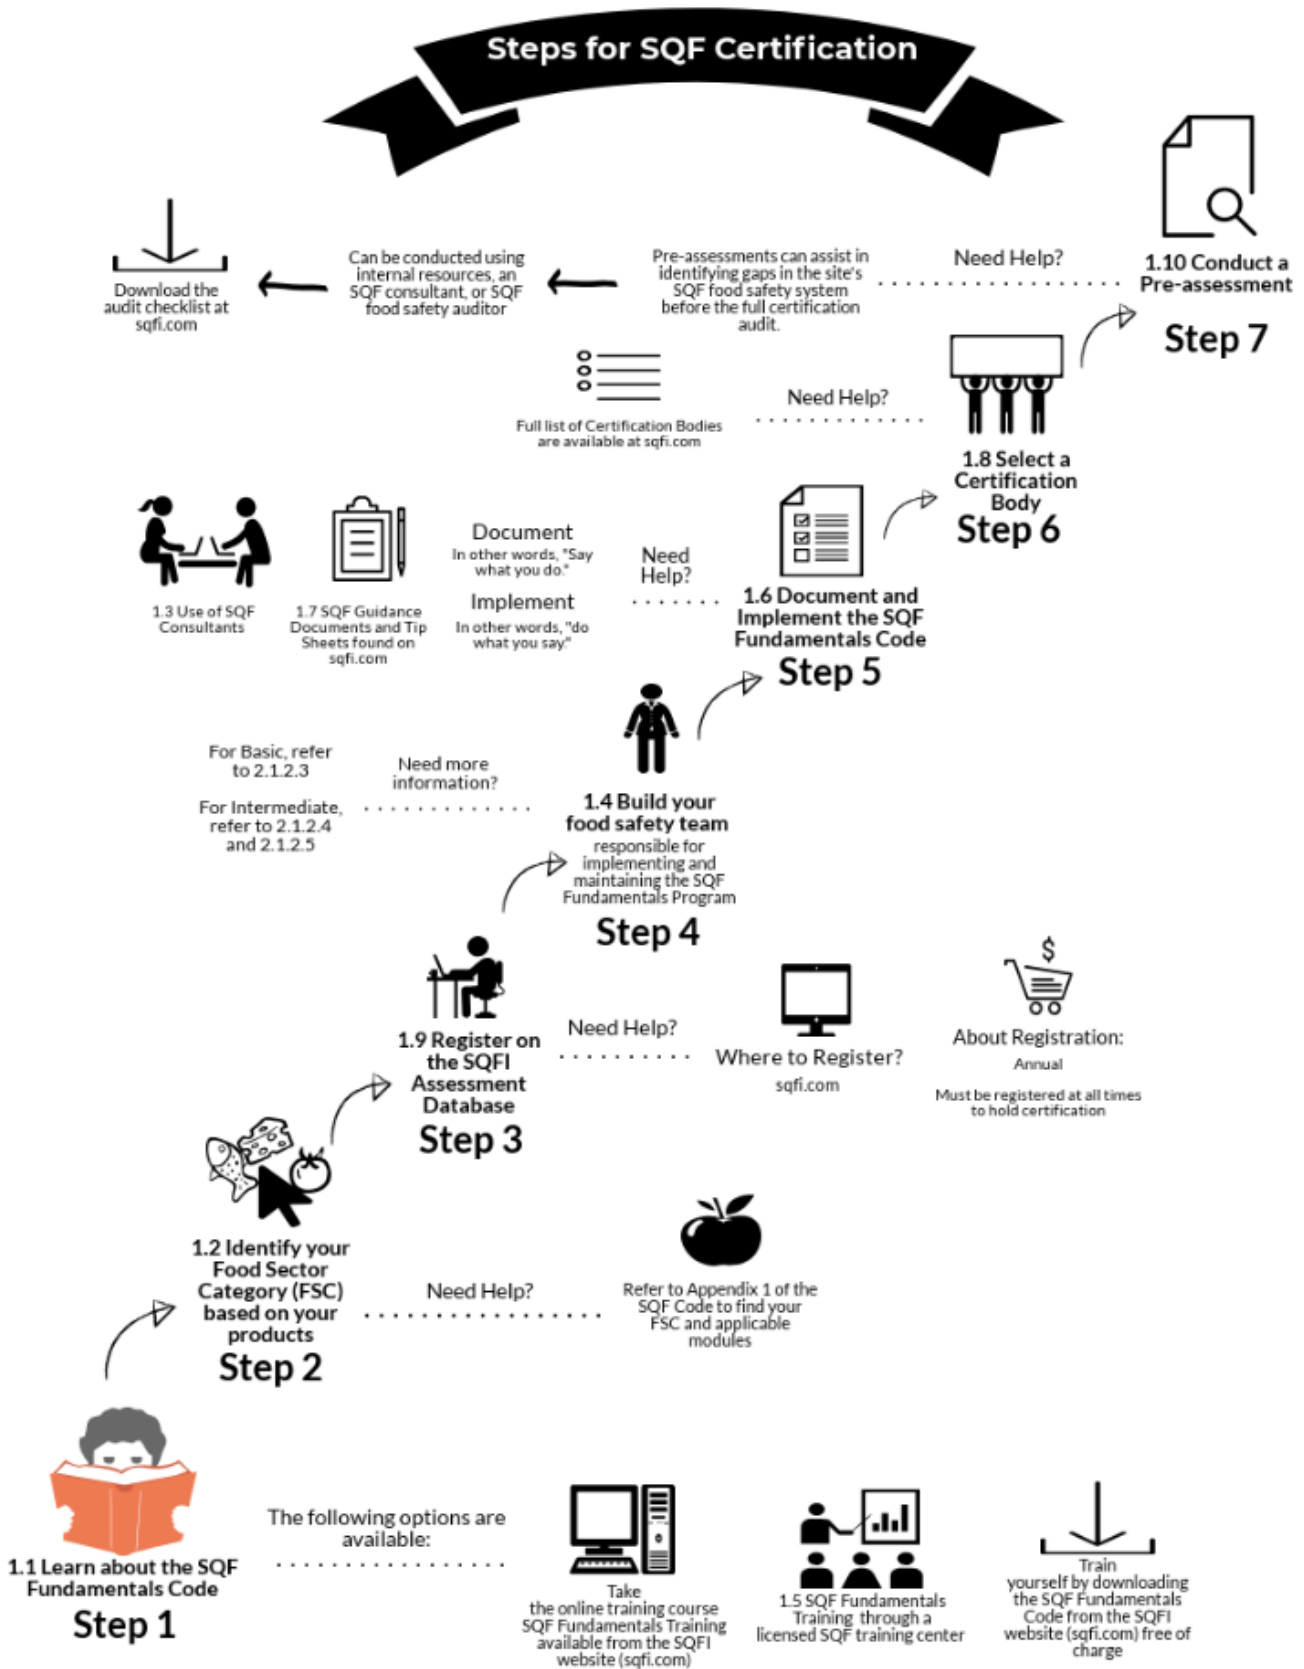 Steps for SQF Certification
1.10 Conduct a
Pre-assessment
Step 7
Need Help?
Pre-assessments can assist in
identifying gaps in the site's
SQF food safety system
before the full certification
audit.
Can be conducted using
internal resources, an
SQF consultant, or SQF
food safety auditor
Download the
audit checklist at
sqfi.com
1.8 Select a
Certification
Body
Step 6
Need Help?
Full list of Certification Bodies
are available at sqfi.com
1.6 Document and
Implement the SQF
Fundamentals Code
Step 5
Need
Help?
Document
In other words, "Say
what you do."
Implement
In other words, "do
what you say."
1.7 SQF Guidance
Documents and Tip
Sheets found on
sqfi.com
1.3 Use of SQF
Consultants
1.4 Build your
food safety team
responsible for
implementing and
maintaining the SQF
Fundamentals Program
Step 4
Need more
information?
For Basic, refer
to 2.1.2.3
For Intermediate,
refer to 2.1.2.4
and 2.1.2.5
1.9 Register on
the SQFI
Assessment
Database
Step 3
Need Help?
Where to Register?
sqfi.com
$
About Registration:
Annual
Must be registered at all times
to hold certification
1.2 Identify your
Food Sector
Category (FSC)
based on your
products
Step 2
Need Help?
Refer to Appendix 1 of the
SQF Code to find your
FSC and applicable
modules
1.1 Learn about the SQF
Fundamentals Code
Step 1
The following options are
available:
Take
the online training course
SQF Fundamentals Training
available from the SQFI
website (sqfi.com)
1.5 SQF Fundamentals
Training through a
licensed SQF training center
Train
yourself by downloading
the SQF Fundamentals
Code from the SQFI
website (sqfi.com) free of
charge